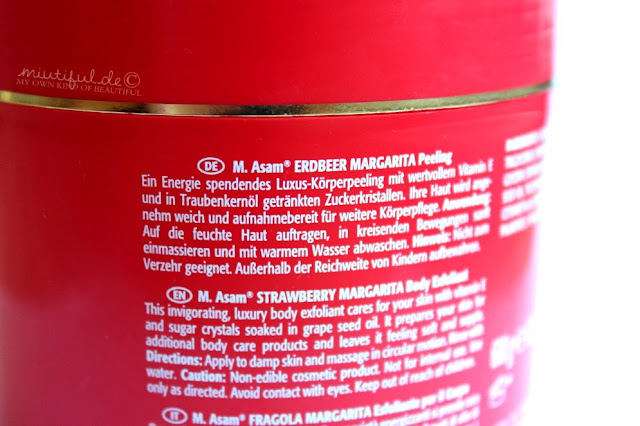 miutiful.de©
MY OWN KIND OF BEAUTIFUL
DE M. Asam® ERDBEER MARGARITA Peeling
Ein Energie spendendes Luxus-Körperpeeling mit wertvollem Vitamin E
und in Traubenkernöl getränkten Zuckerkristallen. Ihre Haut wird ange-
nehm weich und aufnahmebereit für weitere Körperpflege. Anwendung:
Auf die feuchte Haut auftragen, in kreisenden Bewegungen sanft
einmassieren und mit warmem Wasser abwaschen. Hinweis: Nicht zum
Verzehr geeignet. Außerhalb der Reichweite von Kindern aufbewahren.
EN M. Asam® STRAWBERRY MARGARITA Body Exfoliant
This invigorating, luxury body exfoliant cares for your skin with vitamin E
and sugar crystals soaked in grape seed oil. It prepares your skin for
additional body care products and leaves it feeling soft and supple.
Directions: Apply to damp skin and massage in circular motion. Rinse with
water. Caution: Non-edible cosmetic product. Not for internal use. Use
only as directed. Avoid contact with eyes. Keep out of reach of children.
IT M. Asam® FRAGOLA MARGARITA Esfoliante per il Corpo